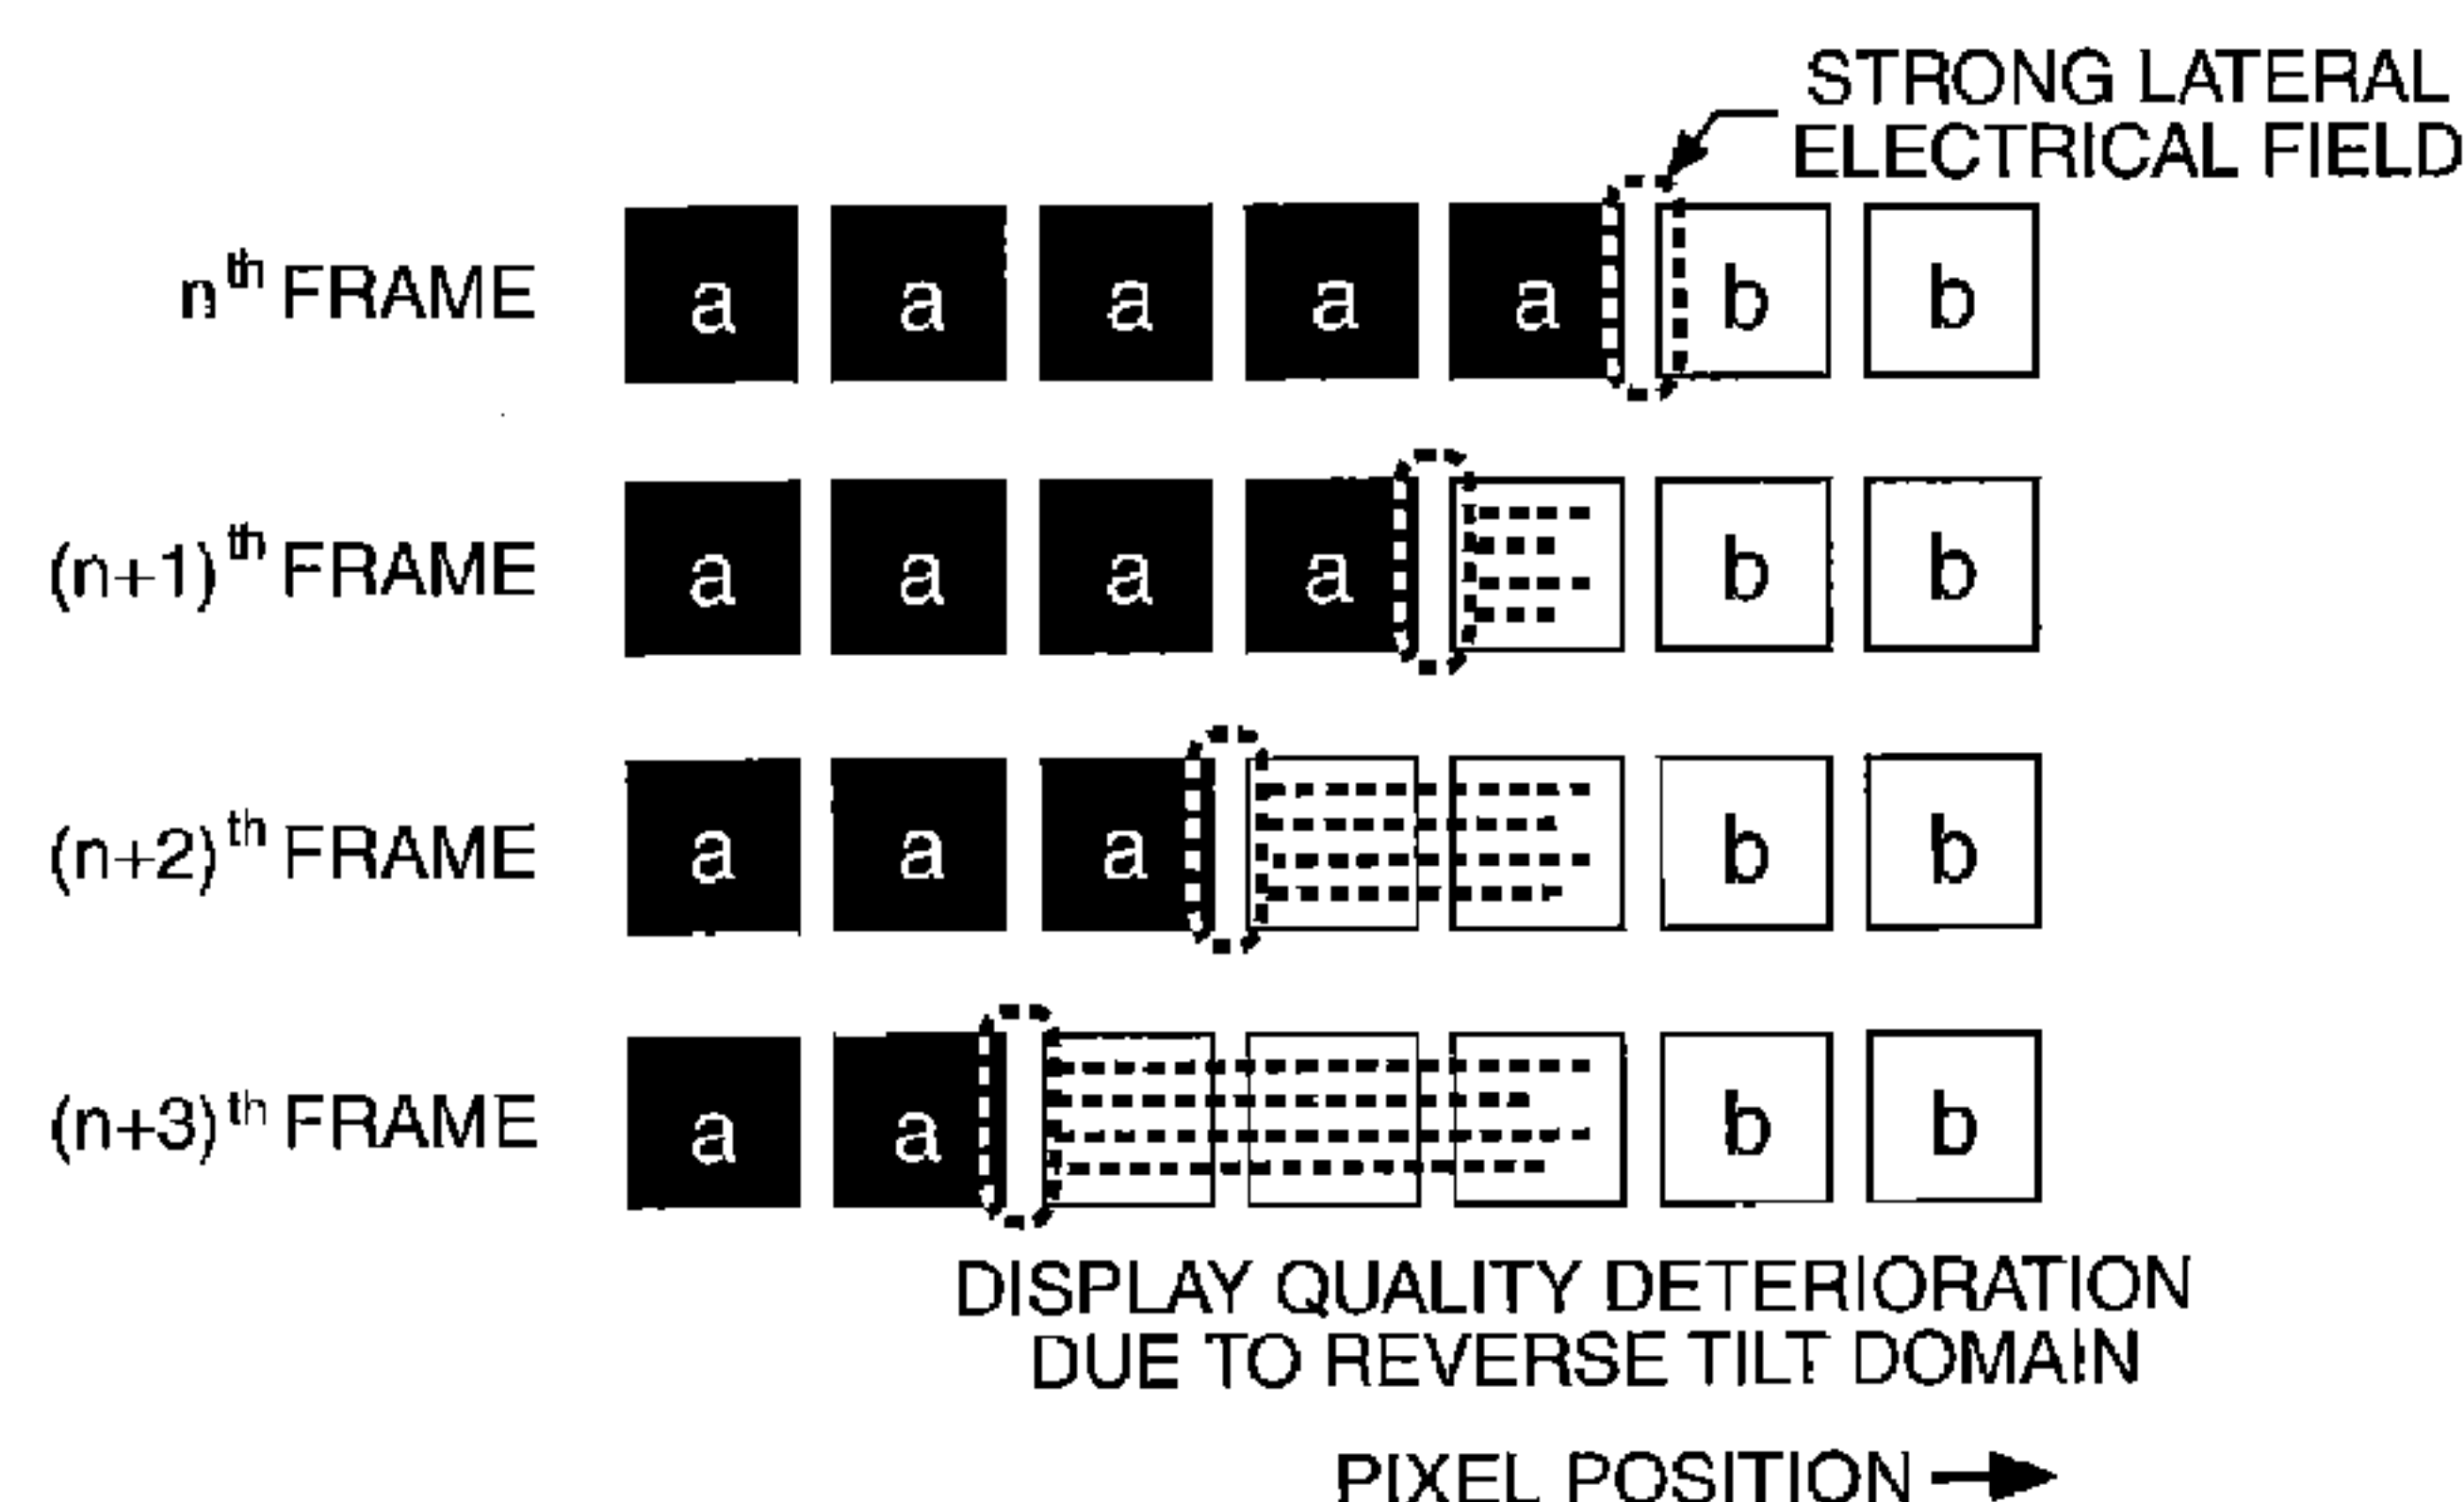 STRONG LATERAL
ELECTRICAL FIELD
nth FRAME a a a a a b b
(n+1)th FRAME a a a a b b
(n+2)th FRAME a a a b b
(n+3)th FRAME a a b b
DISPLAY QUALITY DETERIORATION
DUE TO REVERSE TILT DOMAIN
PIXEL POSITION